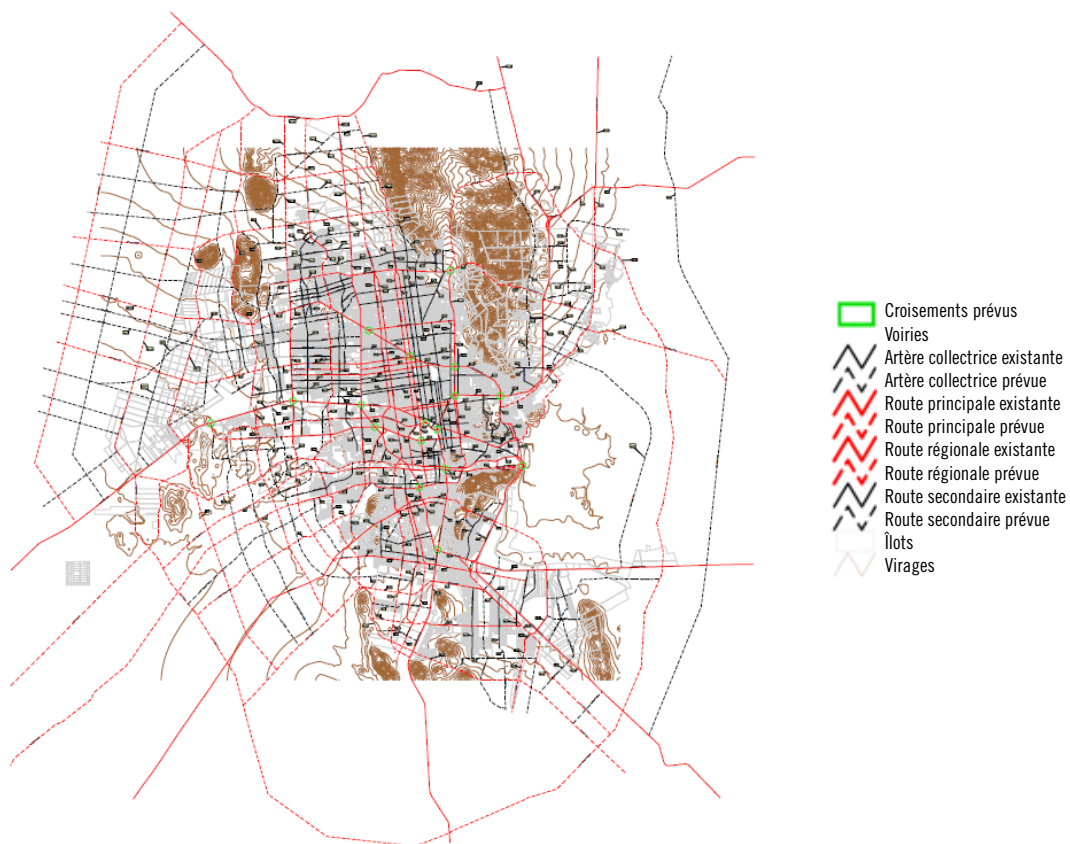 Croisements prévus
Voiries
Artère collectrice existante
Artère collectrice prévue
Route principale existante
Route principale prévue
Route régionale existante
Route régionale prévue
Route secondaire existante
Route secondaire prévue
Îlots
Virages